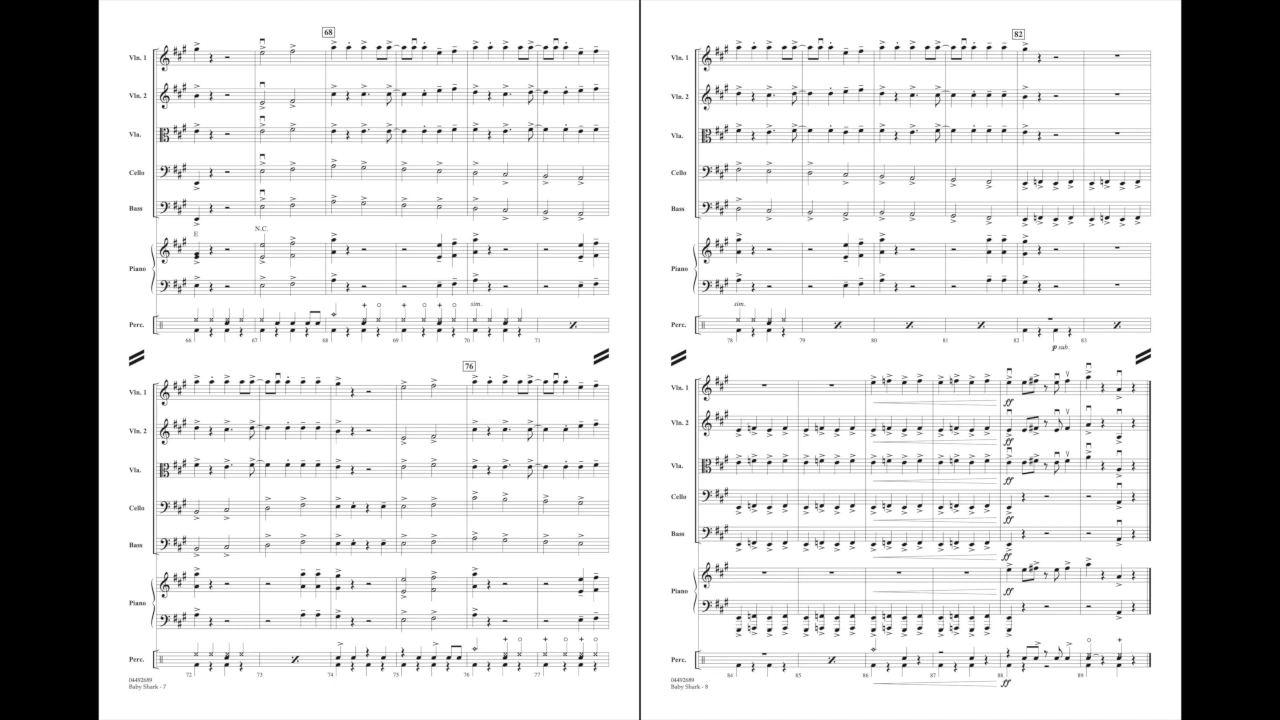 68
Vln. 1
Vln. 2
Vla.
Cello
Bass
E N.C.
Piano
sim.
Perc.
66 67 68 69 70 71
76
Vln. 1
Vln. 2
Vla.
Cello
Bass
Piano
Perc.
72 73 74 75 76 77
04492689
Baby Shark - 7
82
Vln. 1
Vln. 2
Vla.
Cello
Bass
Piano
sim.
Perc.
78 79 80 81 82 83
p sub.
Vln. 1
ff
Vln. 2
ff
Vla.
ff
Cello
ff
Bass
ff
Piano
ff
Perc.
84 85 86 87 88 89
ff
04492689
Baby Shark - 8